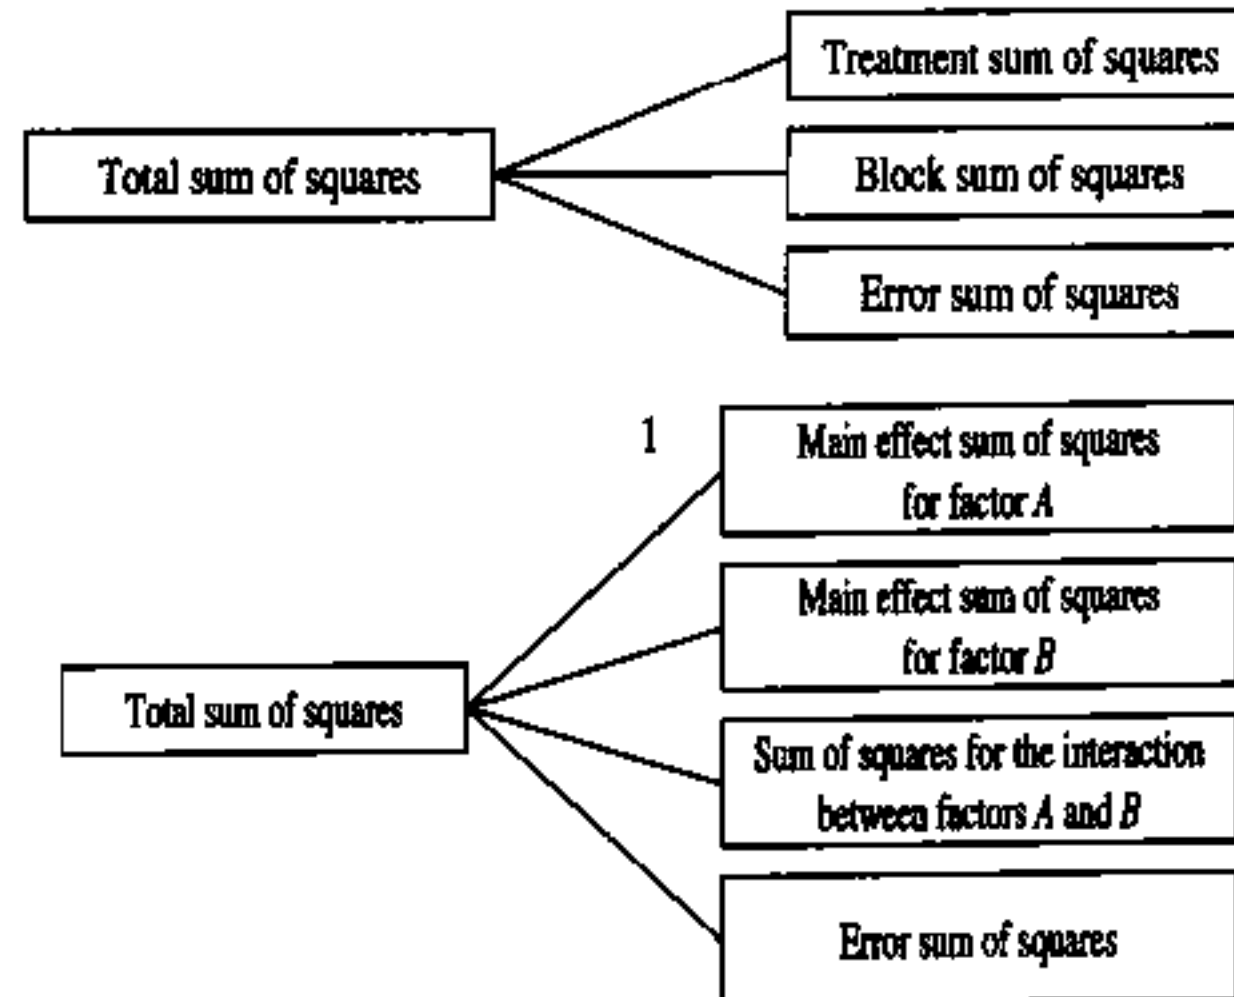 Treatment sum of squares
Total sum of squares
Block sum of squares
Error sum of squares
1
Main effect sum of squares
for factor A
Main effect sum of squares
for factor B
Total sum of squares
Sum of squares for the interaction
between factors A and B
Error sum of squares